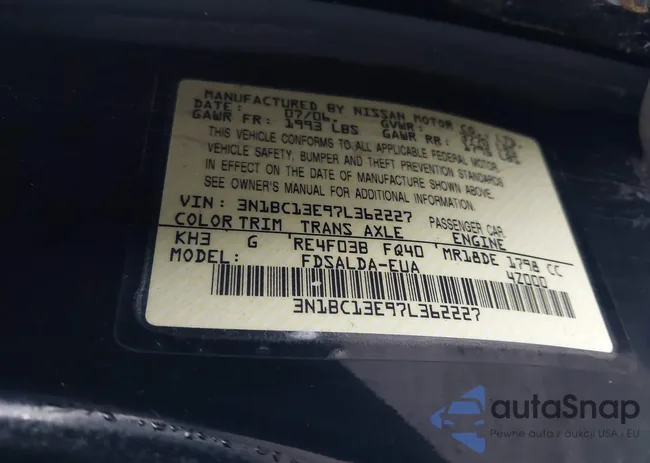 MANUFACTURED BY NISSAN MOTOR CO., LTD.
DATE: 07/06 GVWR:
GAWR FR: 1993 LBS GAWR RR: LBS
THIS VEHICLE CONFORMS TO ALL APPLICABLE FEDERAL MOTOR
VEHICLE SAFETY, BUMPER AND THEFT PREVENTION STANDARDS
IN EFFECT ON THE DATE OF MANUFACTURE SHOWN ABOVE.
SEE OWNER'S MANUAL FOR ADDITIONAL INFORMATION.
VIN: 3N1BC13E97L362227 PASSENGER CAR
COLOR TRIM TRANS AXLE ENGINE
KH3 G RE4F03B FQ40 MR18DE 1798 CC
MODEL: FDSALDA-EUA 4Z000
3N1BC13E97L362227
autaSnap
Pewne auta z aukcji USA i EU